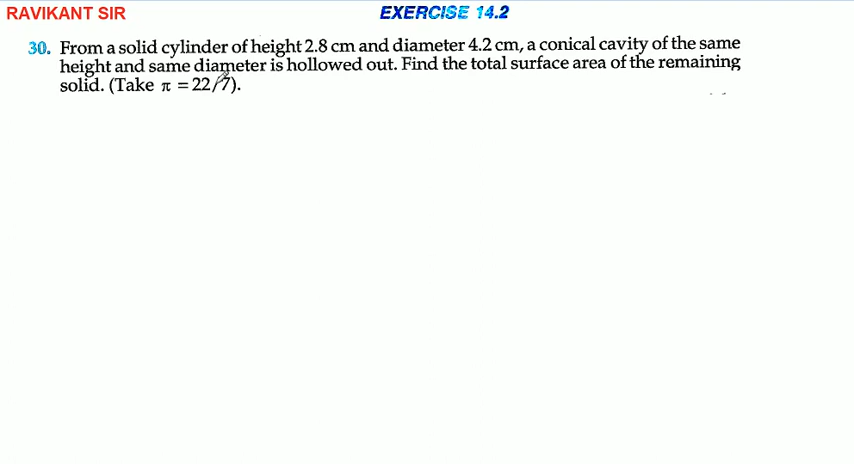 RAVIKANT SIR
EXERCISE 14.2
30. From a solid cylinder of height 2.8 cm and diameter 4.2 cm, a conical cavity of the same
height and same diameter is hollowed out. Find the total surface area of the remaining
solid. (Take π = 22/7).